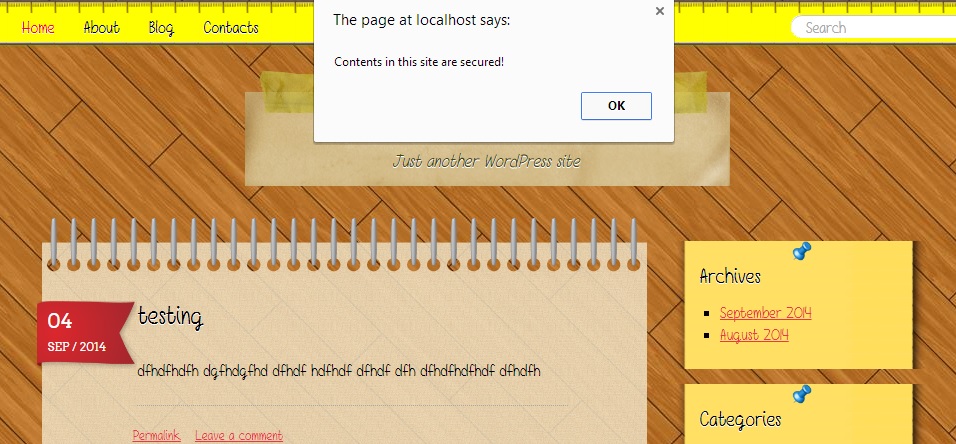 The page at localhost says:
Contents in this site are secured!
OK
Home About Blog Contacts Search
Just another WordPress site
04
SEP / 2014
testing
dfhdfhdfh dgfhdgfhd dfhdf hdfhdf dfhdf dfh dfhdfhdfhdf dfhdfh
Permalink Leave a comment
Archives
September 2014
August 2014
Categories